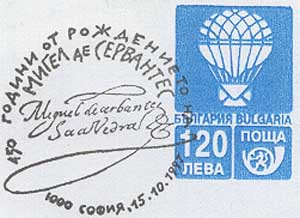 450 ГОДИНИ ОТ РОЖДЕНИЕТО НА
МИГЕЛ ДЕ СЕРВАНТЕС
Miguel de Cerbantes
Saavedra
1000 СОФИЯ, 15.10.1997
БЪЛГАРИЯ BULGARIA
120
ЛЕВА
ПОЩА